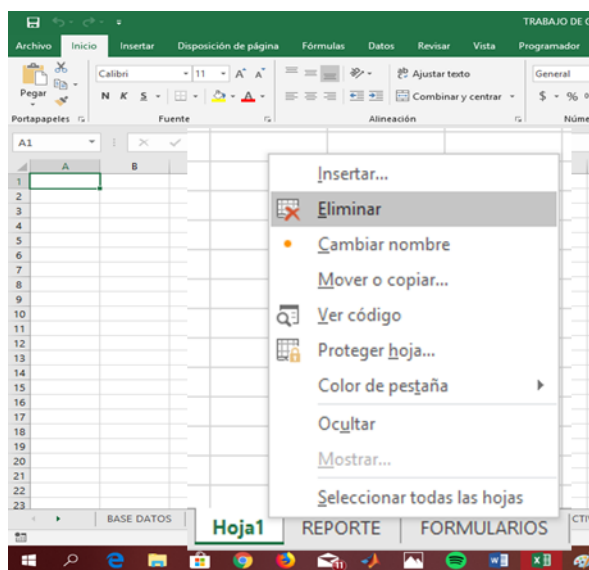 TRABAJO DE C
Archivo Inicio Insertar Disposición de página Fórmulas Datos Revisar Vista Programador
Calibri 11 A A Ajustar texto General
Pegar N K S A Combinar y centrar $ % 0
Portapapeles Fuente Alineación Núme
A1
A B
1
2
3
4
5
6
7
8
9
10
11
12
13
14
15
16
17
18
19
20
21
22
23
Insertar...
Eliminar
Cambiar nombre
Mover o copiar...
Ver código
Proteger hoja...
Color de pestaña
Ocultar
Mostrar...
Seleccionar todas las hojas
BASE DATOS Hoja1 REPORTE FORMULARIOS CTI